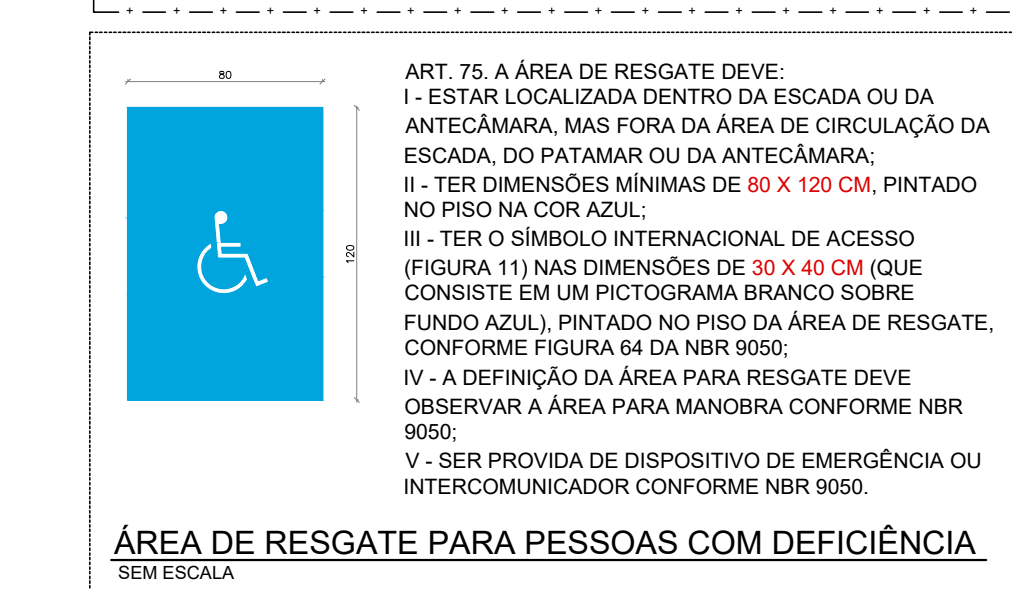 80
120
ART. 75. A ÁREA DE RESGATE DEVE:
I - ESTAR LOCALIZADA DENTRO DA ESCADA OU DA
ANTECÂMARA, MAS FORA DA ÁREA DE CIRCULAÇÃO DA
ESCADA, DO PATAMAR OU DA ANTECÂMARA;
II - TER DIMENSÕES MÍNIMAS DE 80 X 120 CM, PINTADO
NO PISO NA COR AZUL;
III - TER O SÍMBOLO INTERNACIONAL DE ACESSO
(FIGURA 11) NAS DIMENSÕES DE 30 X 40 CM (QUE
CONSISTE EM UM PICTOGRAMA BRANCO SOBRE
FUNDO AZUL), PINTADO NO PISO DA ÁREA DE RESGATE,
CONFORME FIGURA 64 DA NBR 9050;
IV - A DEFINIÇÃO DA ÁREA PARA RESGATE DEVE
OBSERVAR A ÁREA PARA MANOBRA CONFORME NBR
9050;
V - SER PROVIDA DE DISPOSITIVO DE EMERGÊNCIA OU
INTERCOMUNICADOR CONFORME NBR 9050.
ÁREA DE RESGATE PARA PESSOAS COM DEFICIÊNCIA
SEM ESCALA